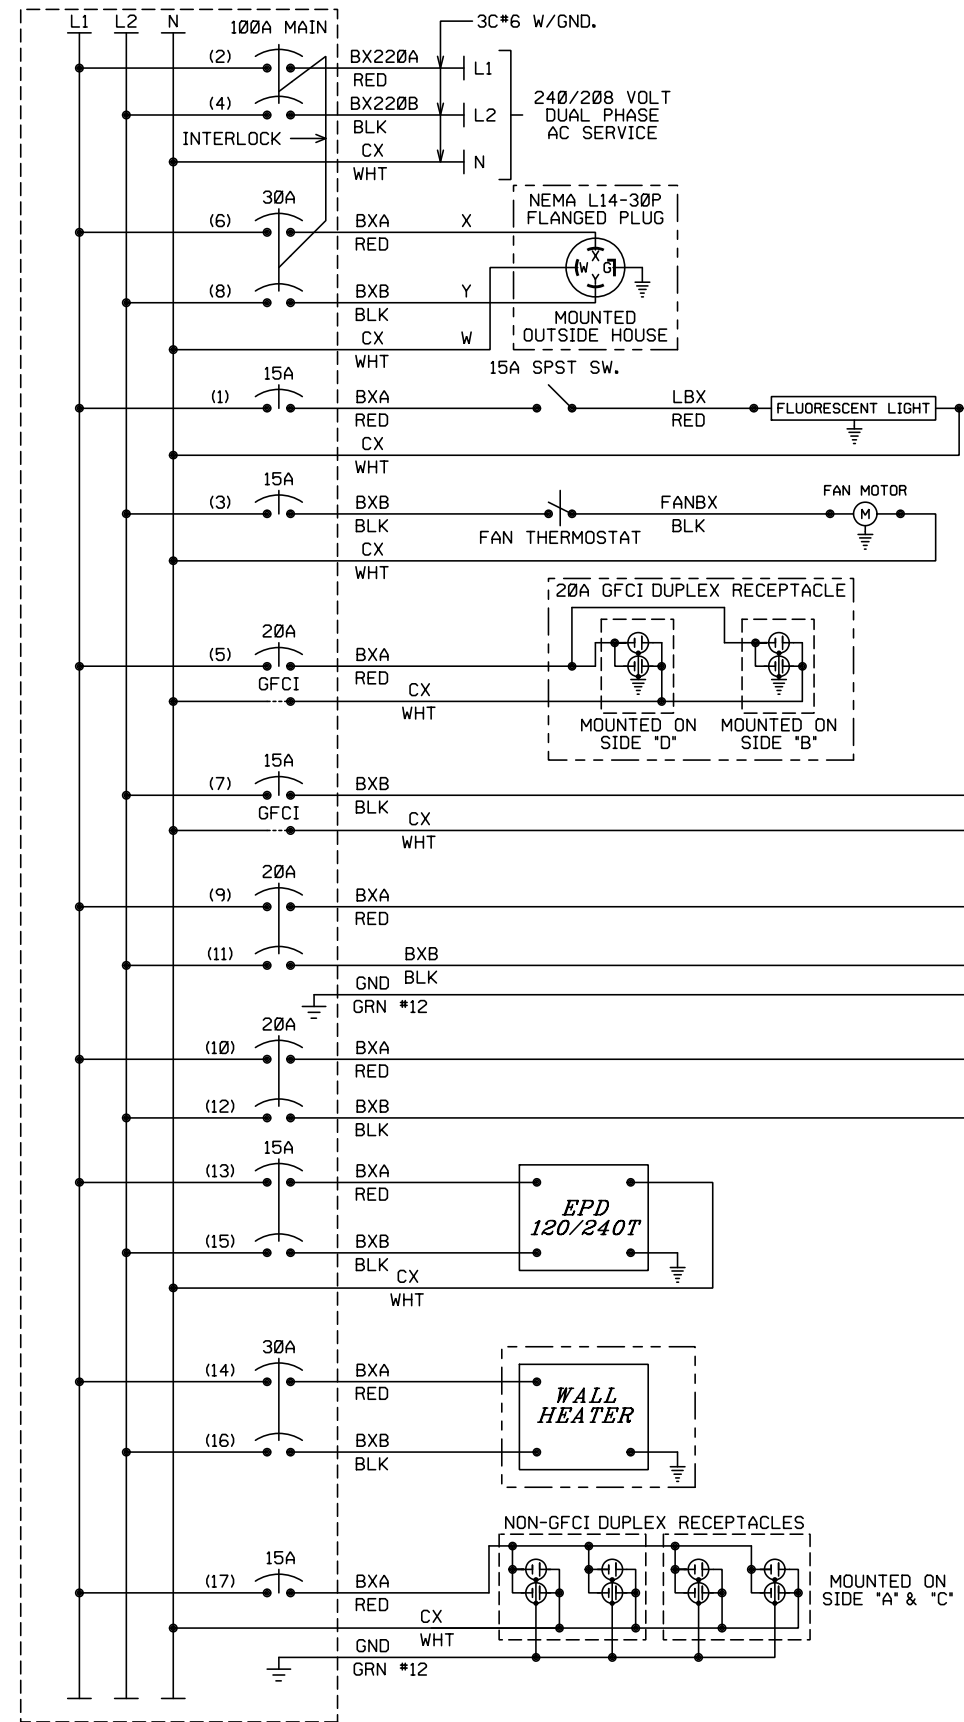 L1 L2 N
100A MAIN
3C#6 W/GND.
(2) BX220A L1
RED
(4) BX220B L2
BLK
240/208 VOLT
DUAL PHASE
AC SERVICE
INTERLOCK
CX N
WHT
30A
NEMA L14-30P
FLANGED PLUG
(6) BXA X
RED
X
W G
Y
(8) BXB Y
BLK
MOUNTED
OUTSIDE HOUSE
CX W
WHT
15A
15A SPST SW.
(1) BXA LBX
RED RED
FLUORESCENT LIGHT
CX
WHT
15A
(3) BXB FANBX
BLK BLK
FAN MOTOR
M
FAN THERMOSTAT
CX
WHT
20A GFCI DUPLEX RECEPTACLE
20A
(5) BXA
RED
GFCI
CX
WHT
MOUNTED ON
SIDE "D"
MOUNTED ON
SIDE "B"
15A
(7) BXB
BLK
GFCI
CX
WHT
20A
(9) BXA
RED
(11) BXB
BLK
GND
GRN #12
20A
(10) BXA
RED
(12) BXB
BLK
15A
(13) BXA
RED
EPD
120/240T
(15) BXB
BLK
CX
WHT
30A
(14) BXA
RED
WALL
HEATER
(16) BXB
BLK
NON-GFCI DUPLEX RECEPTACLES
15A
(17) BXA
RED
MOUNTED ON
SIDE "A" & "C"
CX
WHT
GND
GRN #12